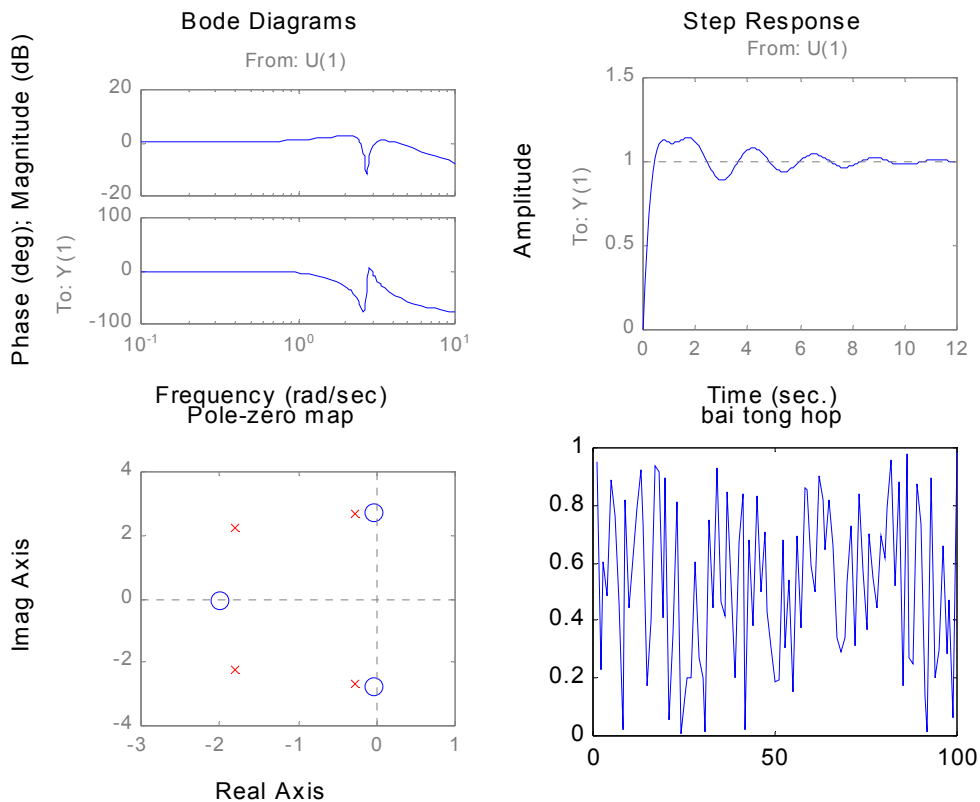 Bode Diagrams
From: U(1)
Phase (deg); Magnitude (dB)
To: Y(1)
20
0
-20
100
0
-100
10-1
100
101
Frequency (rad/sec)
Step Response
From: U(1)
Amplitude
To: Y(1)
1.5
1
0.5
0
0
2
4
6
8
10
12
Time (sec.)
Pole-zero map
Imag Axis
4
2
0
-2
-4
-3
-2
-1
0
1
Real Axis
bai tong hop
1
0.8
0.6
0.4
0.2
0
0
50
100